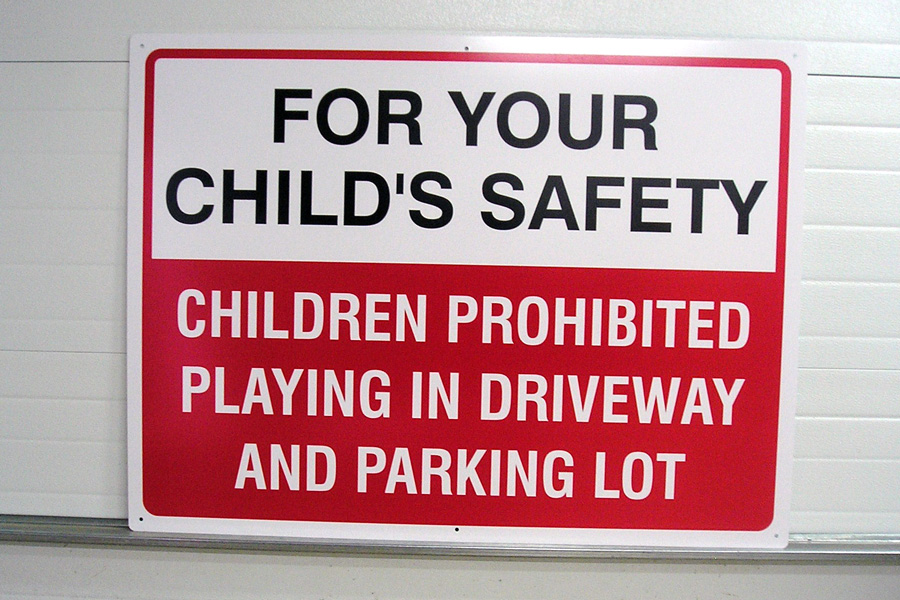 FOR YOUR
CHILD'S SAFETY
CHILDREN PROHIBITED
PLAYING IN DRIVEWAY
AND PARKING LOT